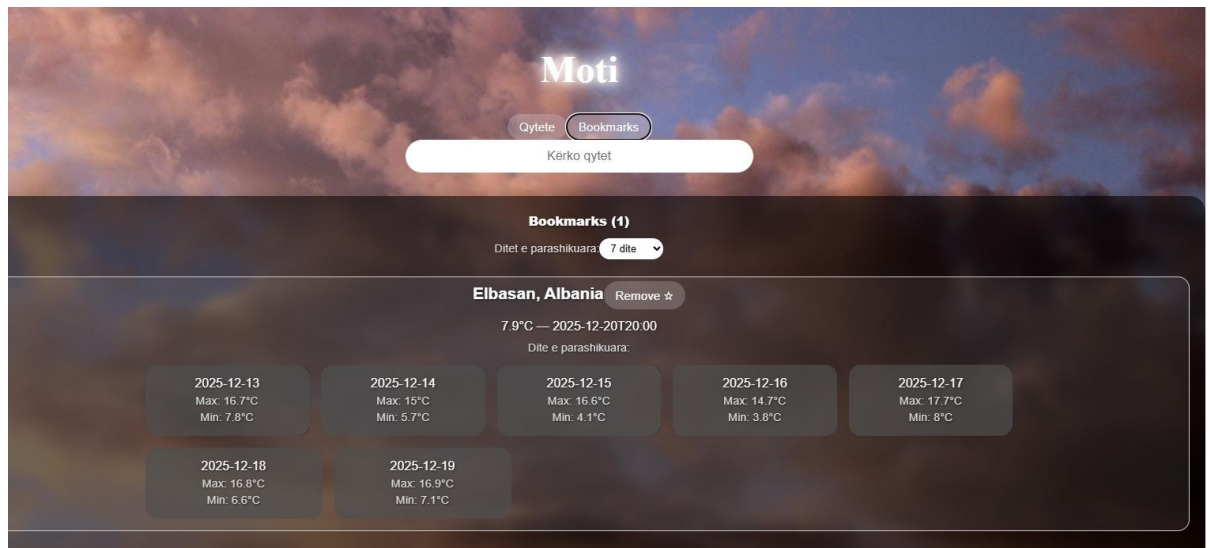 Moti
Qytete Bookmarks
Kërko qytet
Bookmarks (1)
Ditet e parashikuara: 7 dite
Elbasan, Albania Remove ☆
7.9°C — 2025-12-20T20:00
Dite e parashikuara:
2025-12-13 2025-12-14 2025-12-15 2025-12-16 2025-12-17
Max: 16.7°C Max: 15°C Max: 16.6°C Max: 14.7°C Max: 17.7°C
Min: 7.8°C Min: 5.7°C Min: 4.1°C Min: 3.8°C Min: 8°C
2025-12-18 2025-12-19
Max: 16.8°C Max: 16.9°C
Min: 6.6°C Min: 7.1°C